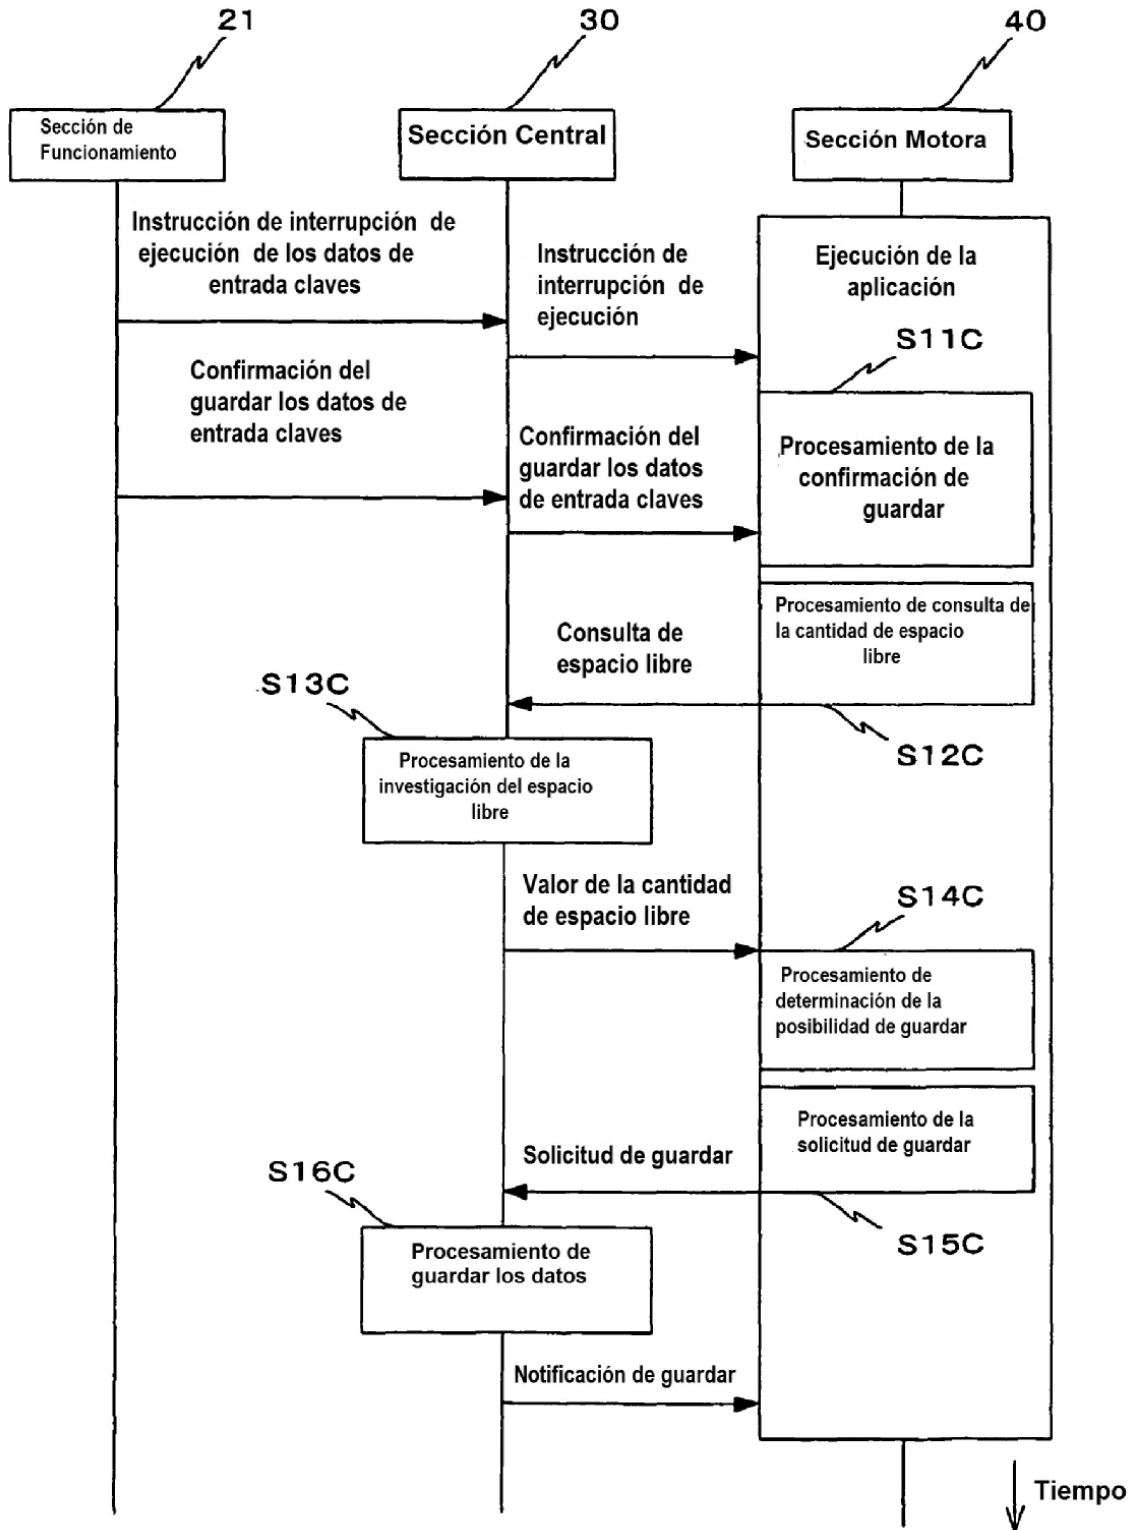 21
30
40
Sección de
Funcionamiento
Sección Central
Sección Motora
Instrucción de interrupción de
ejecución de los datos de
entrada claves
Instrucción de
interrupción de
ejecución
Ejecución de la
aplicación
S11C
Confirmación del
guardar los datos de
entrada claves
Confirmación del
guardar los datos
de entrada claves
Procesamiento de la
confirmación de
guardar
Procesamiento de consulta de
la cantidad de espacio
libre
Consulta de
espacio libre
S13C
S12C
Procesamiento de la
investigación del espacio
libre
Valor de la cantidad
de espacio libre
S14C
Procesamiento de
determinación de la
posibilidad de guardar
Procesamiento de la
solicitud de guardar
Solicitud de guardar
S16C
S15C
Procesamiento de
guardar los datos
Notificación de guardar
Tiempo